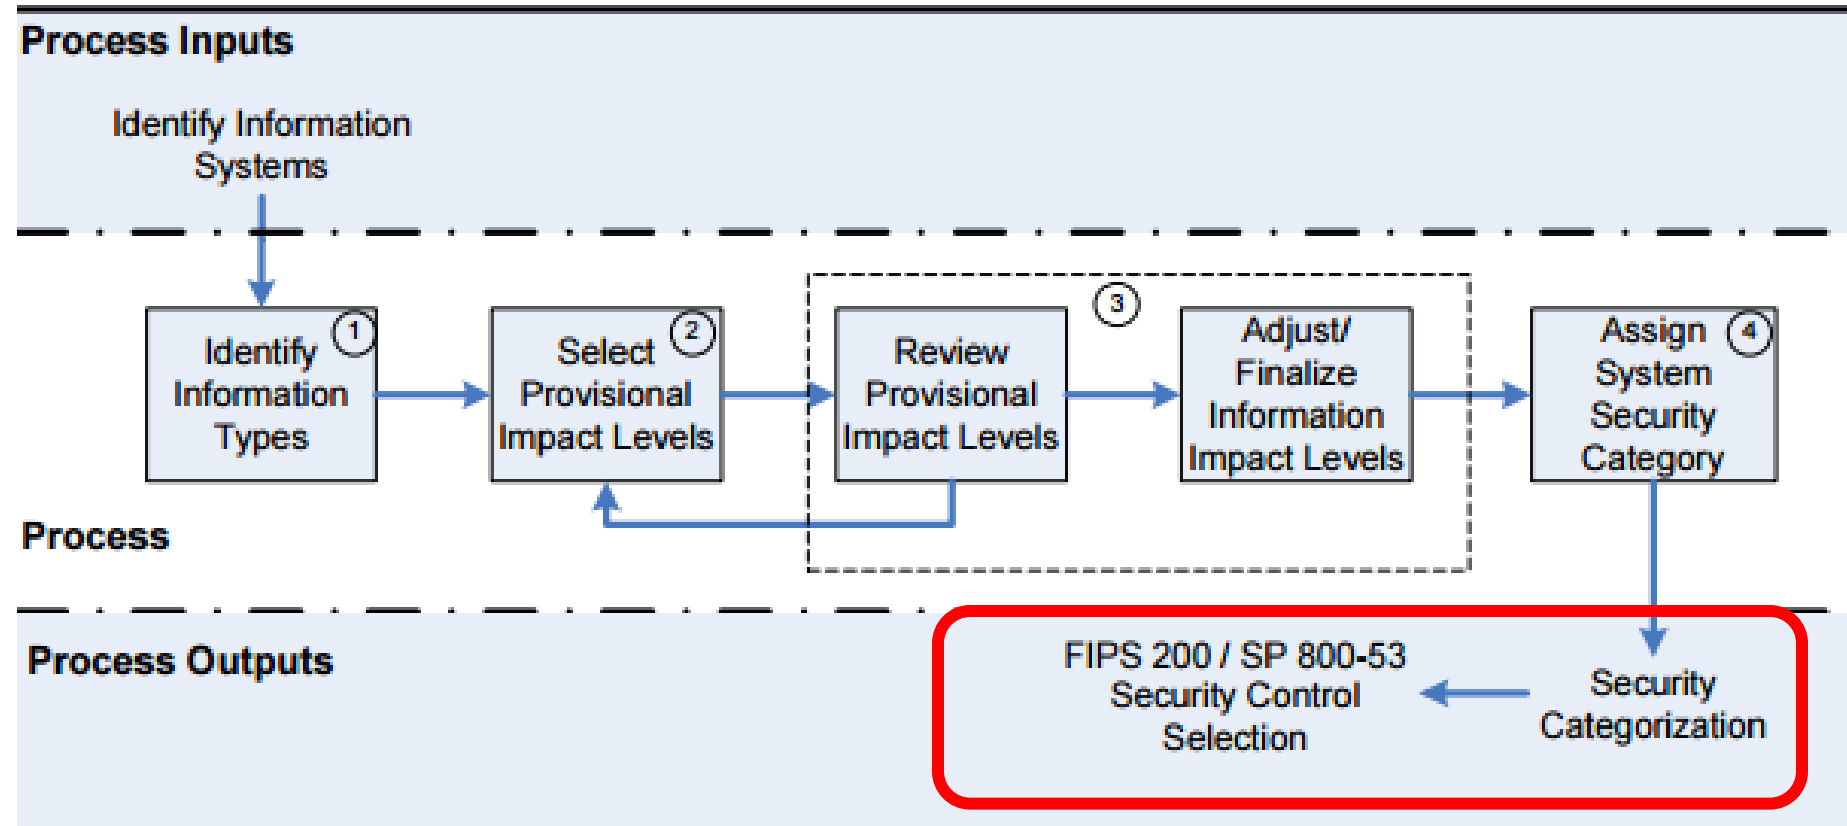 Process Inputs
Identify Information
Systems
1
Identify
Information
Types
2
Select
Provisional
Impact Levels
3
Review
Provisional
Impact Levels
Adjust/
Finalize
Information
Impact Levels
4
Assign
System
Security
Category
Process
Process Outputs
FIPS 200 / SP 800-53
Security Control
Selection
Security
Categorization